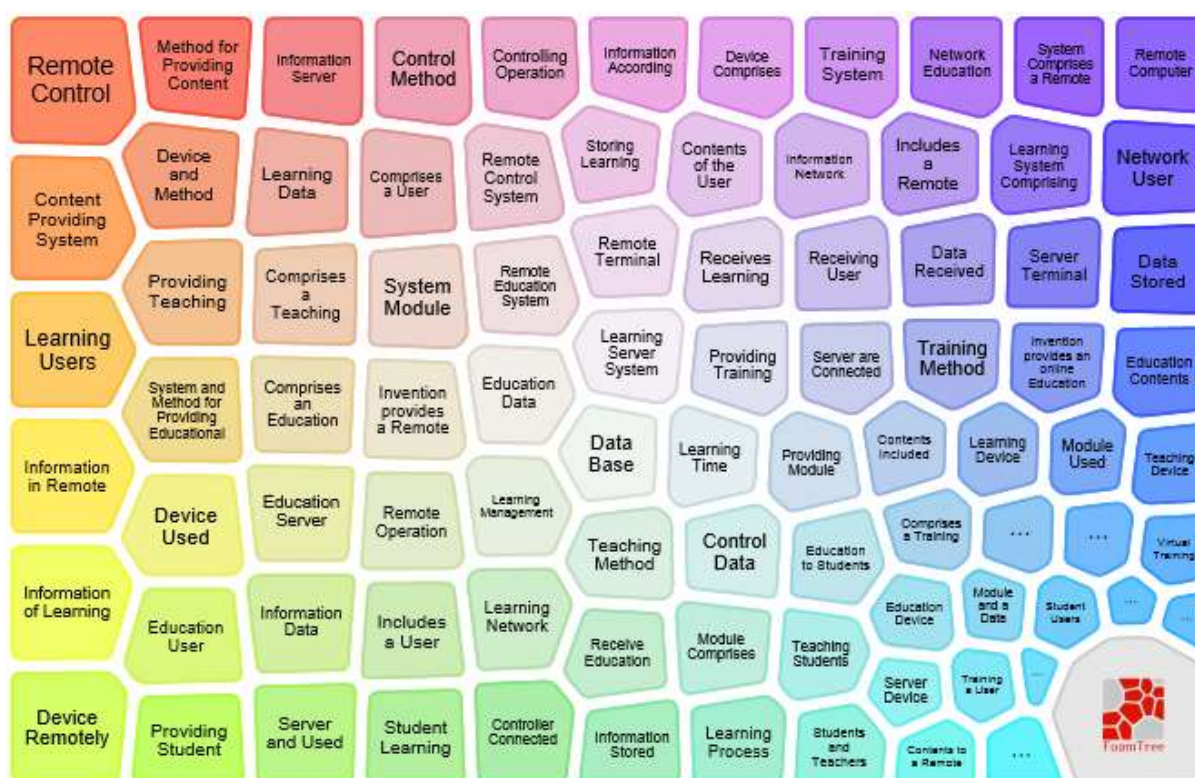 Remote
Control
Method for
Providing
Content
Information
Server
Control
Method
Controlling
Operation
Information
According
Device
Comprises
Training
System
Network
Education
System
Comprises
a Remote
Remote
Computer
Content
Providing
System
Device
and
Method
Learning
Data
Comprises
a User
Remote
Control
System
Storing
Learning
Contents
of the
User
Information
Network
Includes
a
Remote
Learning
System
Comprising
Network
User
Learning
Users
Providing
Teaching
Comprises
a
Teaching
System
Module
Remote
Education
System
Remote
Terminal
Receives
Learning
Receiving
User
Data
Received
Server
Terminal
Data
Stored
System and
Method for
Providing
Educational
Comprises
an
Education
Invention
provides
a Remote
Education
Data
Learning
Server
System
Providing
Training
Server are
Connected
Training
Method
Invention
provides an
online
Education
Education
Contents
Information
in Remote
Device
Used
Education
Server
Remote
Operation
Learning
Management
Data
Base
Learning
Time
Providing
Module
Contents
Included
Learning
Device
Module
Used
Teaching
Device
Information
of Learning
Education
User
Information
Data
Includes
a User
Learning
Network
Teaching
Method
Control
Data
Education
to Students
Comprises
a Training
...
...
Virtual
Training
Receive
Education
Module
Comprises
Teaching
Students
Education
Device
Module
and a
Data
Student
Users
...
...
Device
Remotely
Providing
Student
Server
and Used
Student
Learning
Controller
Connected
Information
Stored
Learning
Process
Students
and
Teachers
Server
Device
Training
a User
...
Contents to
a Remote
...
FoamTree